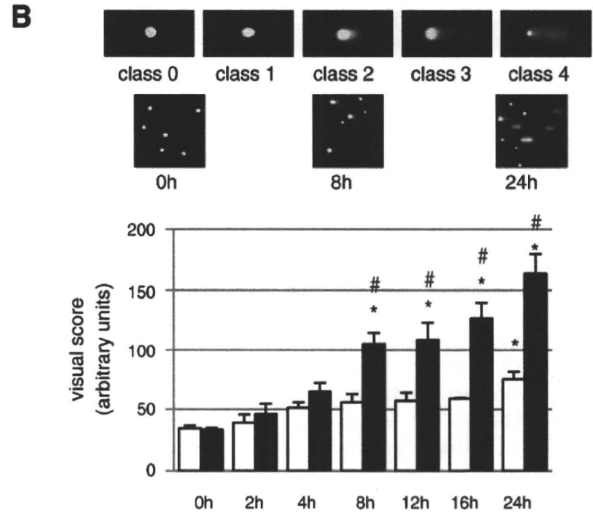 B
class 0 class 1 class 2 class 3 class 4
0h 8h 24h
visual score
(arbitrary units)
200
150
100
50
0
# * # * # * * # *
0h 2h 4h 8h 12h 16h 24h